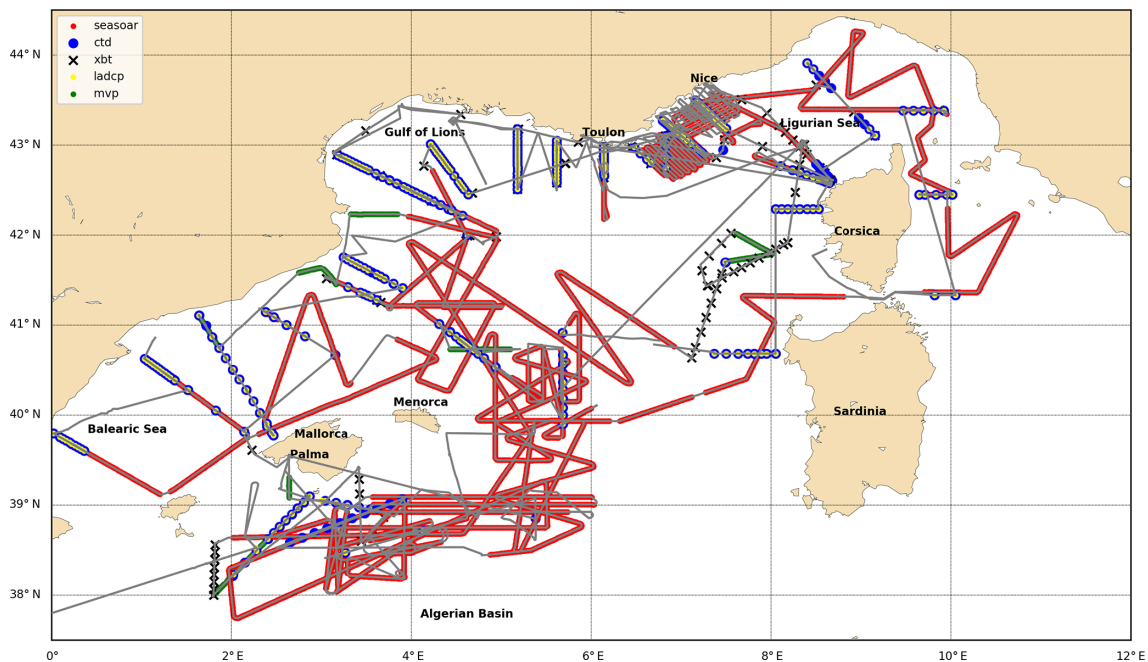 seasoar
ctd
xbt
ladcp
mvp
44° N
43° N
42° N
41° N
40° N
39° N
38° N
Nice
Gulf of Lions
Toulon
Ligurian Sea
Corsica
Menorca
Sardinia
Balearic Sea
Mallorca
Palma
Algerian Basin
0°
2° E
4° E
6° E
8° E
10° E
12° E